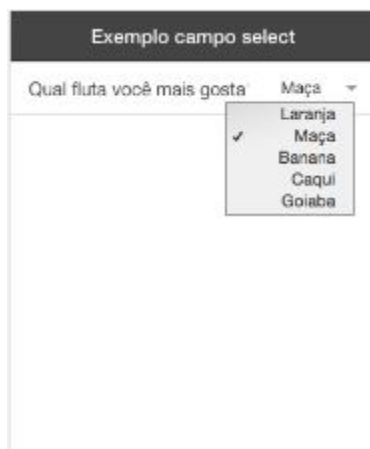 Exemplo campo select
Qual fluta você mais gosta Maça
Laranja
✓ Maça
Banana
Caqui
Goiaba